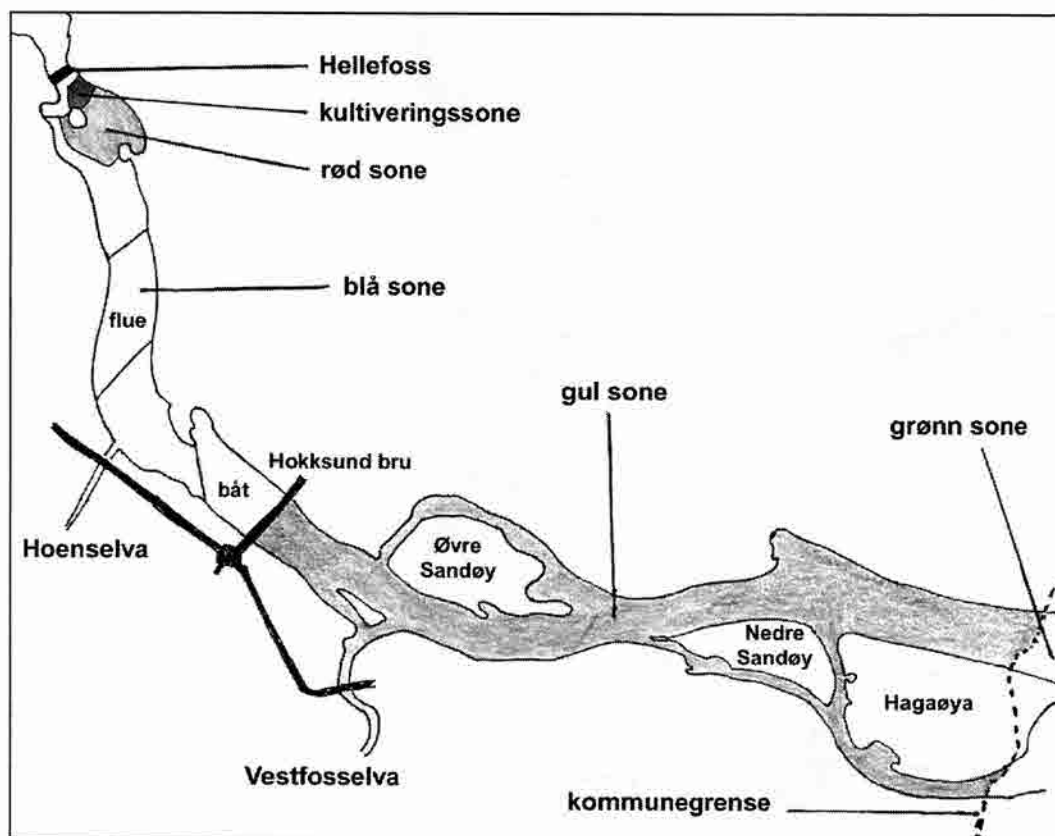 Hellefoss
kultiveringssone
rød sone
blå sone
flue
gul sone
grønn sone
Hokksund bru
båt
Hoenselva
Øvre
Sandøy
Nedre
Sandøy
Hagaøya
Vestfosselva
kommunegrense